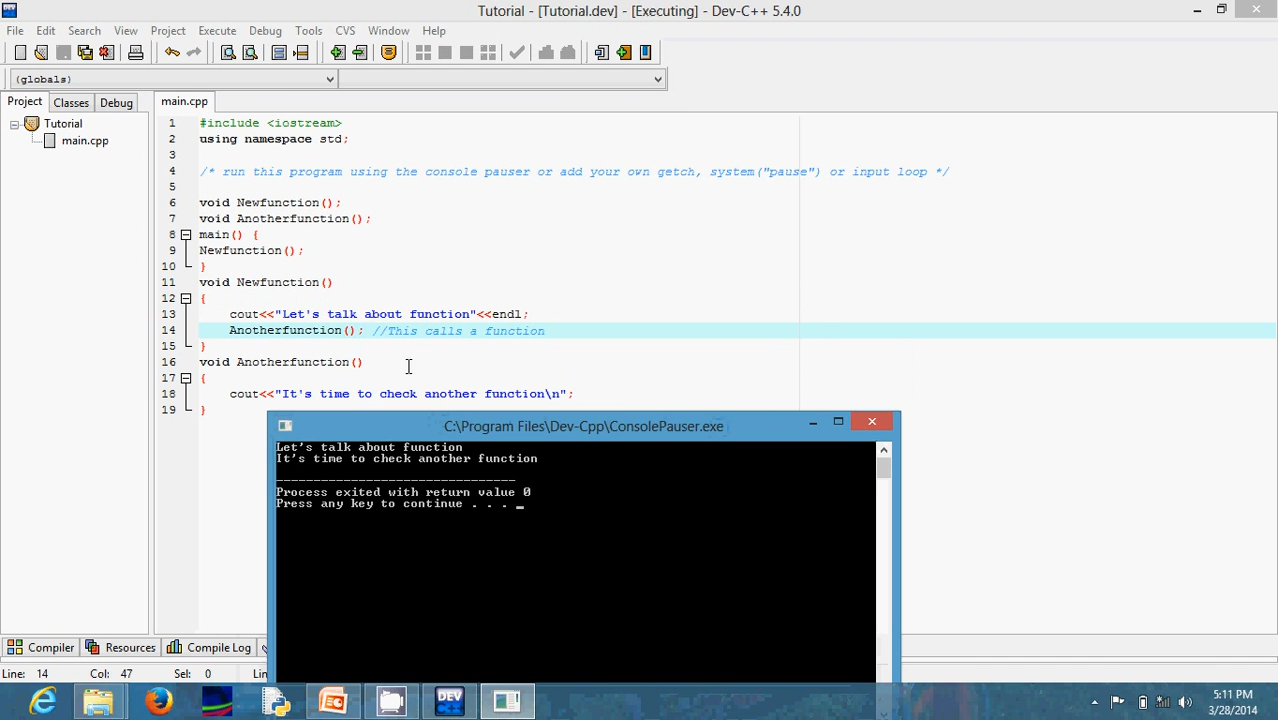 Tutorial - [Tutorial.dev] - [Executing] - Dev-C++ 5.4.0
File Edit Search View Project Execute Debug Tools CVS Window Help
(globals)
Project Classes Debug main.cpp
Tutorial
main.cpp
1 #include <iostream>
2 using namespace std;
3
4 /* run this program using the console pauser or add your own getch, system("pause") or input loop */
5
6 void Newfunction();
7 void Anotherfunction();
8 main() {
9 Newfunction();
10 }
11 void Newfunction()
12 {
13 cout<<"Let's talk about function"<<endl;
14 Anotherfunction(); //This calls a function
15 }
16 void Anotherfunction()
17 {
18 cout<<"It's time to check another function\n";
19 }
C:\Program Files\Dev-Cpp\ConsolePauser.exe
Let's talk about function
It's time to check another function
--------------------------------
Process exited with return value 0
Press any key to continue . . . _
Compiler Resources Compile Log
Line: 14 Col: 47 Sel: 0 Lin
DEV
5:11 PM
3/28/2014